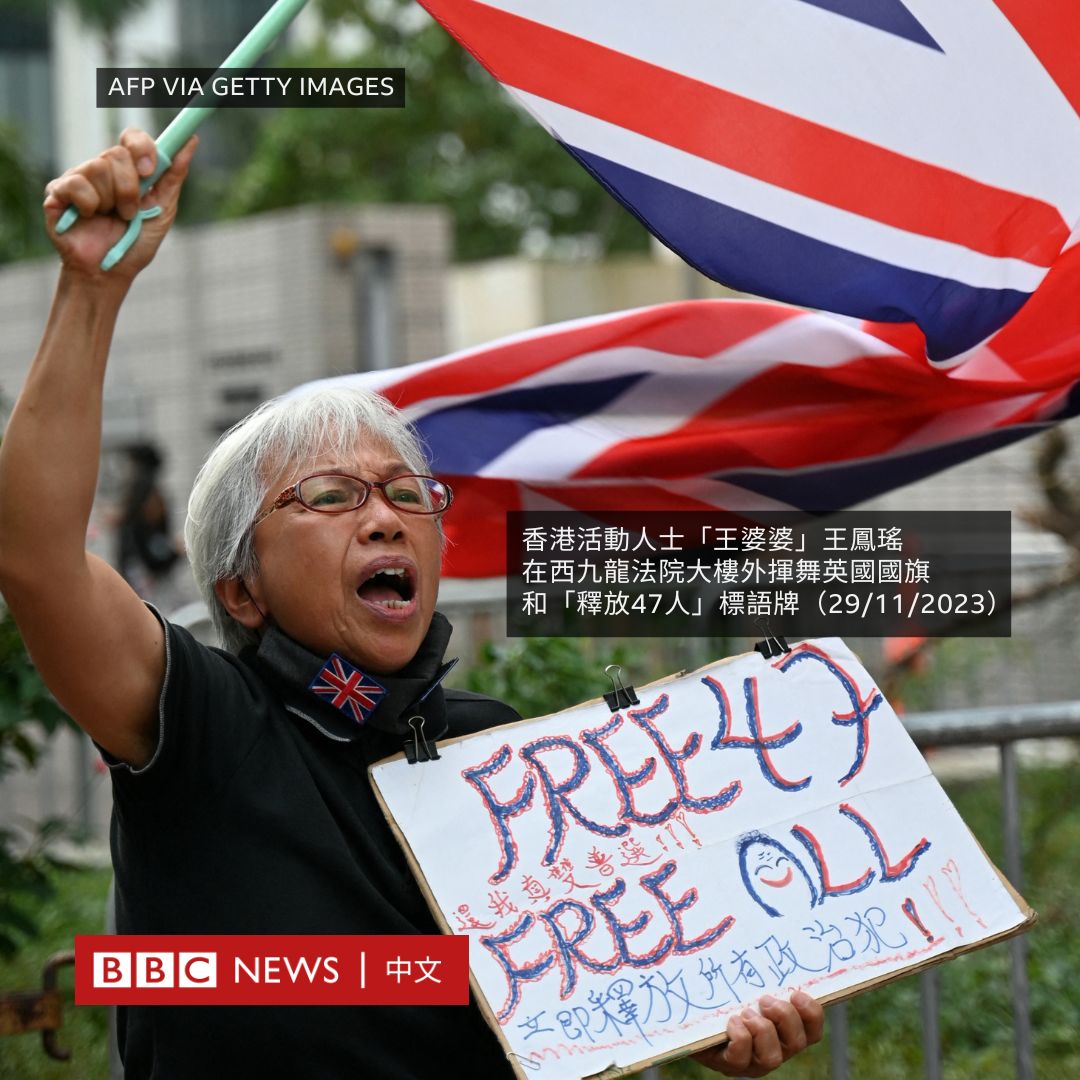 AFP VIA GETTY IMAGES
香港活動人士「王婆婆」王鳳瑤
在西九龍法院大樓外揮舞英國國旗
和「釋放47人」標語牌（29/11/2023）
FREE 47
還我真雙普選!!!
FREE ALL
立即釋放所有政治犯!!!
BBC NEWS | 中文